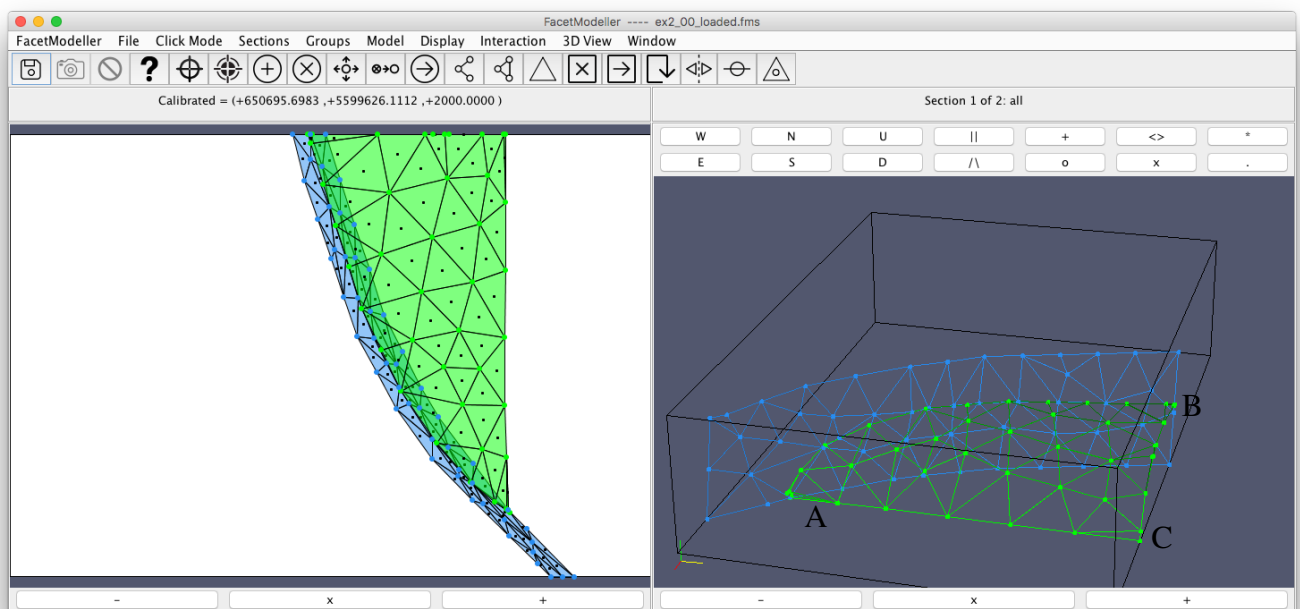 FacetModeller ---- ex2_00_loaded.fms
FacetModeller File Click Mode Sections Groups Model Display Interaction 3D View Window
?
Calibrated = (+650695.6983 ,+5599626.1112 ,+2000.0000 )
Section 1 of 2: all
W N U || + <> *
E S D /\ o x .
B
A
C
- x + - x +